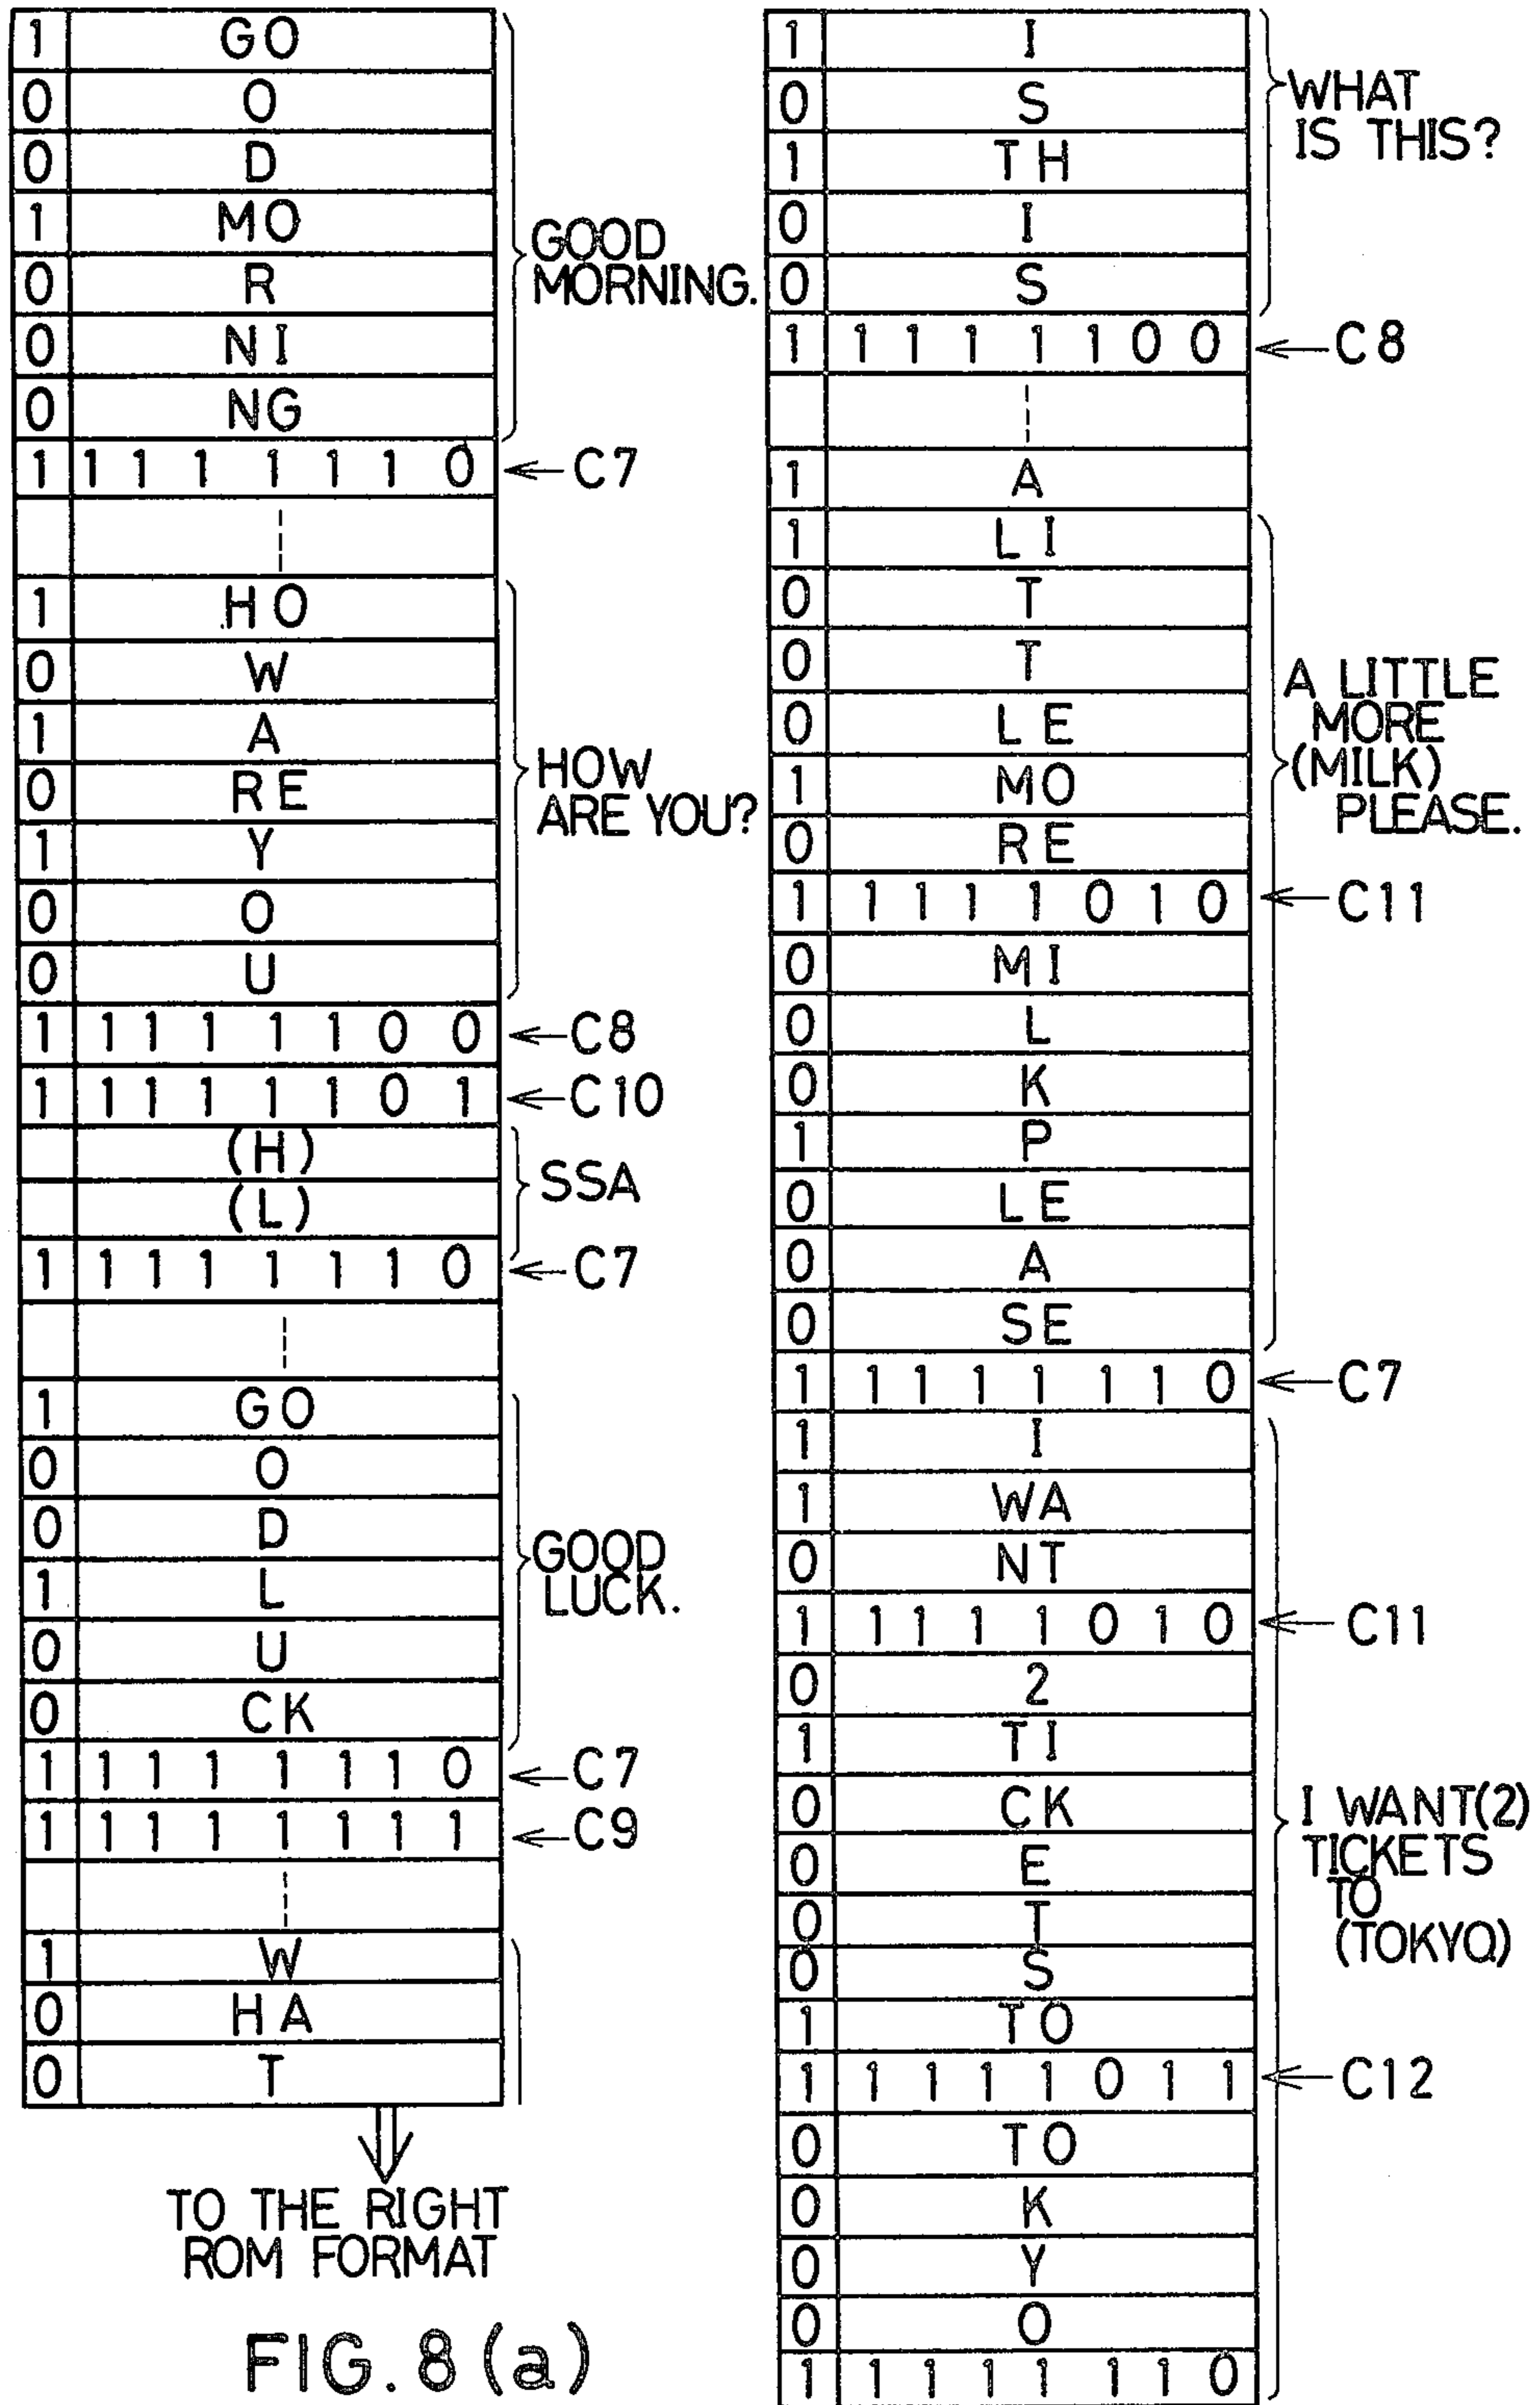 1 GO
0 O
0 D
1 MO
0 R
0 NI
0 NG
GOOD
MORNING.
1 1 1 1 1 1 1 0 ←C7
1 HO
0 W
1 A
0 RE
1 Y
0 O
0 U
HOW
ARE YOU?
1 1 1 1 1 1 0 0 ←C8
1 1 1 1 1 1 0 1 ←C10
(H)
(L)
SSA
1 1 1 1 1 1 1 0 ←C7
1 GO
0 O
0 D
1 L
0 U
0 CK
GOOD
LUCK.
1 1 1 1 1 1 1 0 ←C7
1 1 1 1 1 1 1 1 ←C9
1 W
0 HA
0 T
TO THE RIGHT
ROM FORMAT
FIG. 8 (a)
1 I
0 S
1 TH
0 I
0 S
WHAT
IS THIS?
1 1 1 1 1 1 0 0 ←C8
1 A
1 LI
0 T
0 T
0 LE
1 MO
0 RE
1 1 1 1 1 0 1 0 ←C11
0 MI
0 L
0 K
1 P
0 LE
0 A
0 SE
A LITTLE
MORE
(MILK)
PLEASE.
1 1 1 1 1 1 1 0 ←C7
1 I
1 WA
0 NT
1 1 1 1 1 0 1 0 ←C11
0 2
1 TI
0 CK
0 E
0 T
0 S
1 TO
1 1 1 1 1 0 1 1 ←C12
0 TO
0 K
0 Y
0 O
1 1 1 1 1 1 1 0
I WANT(2)
TICKETS
TO
(TOKYO)